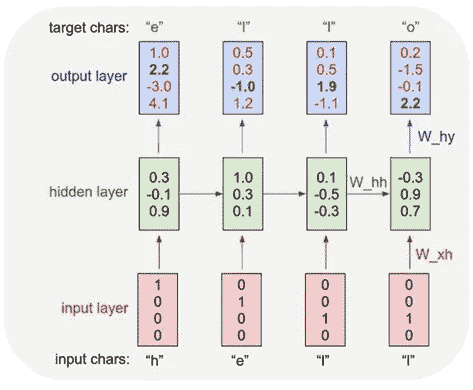 target chars: "e" "l" "l" "o"
1.0 0.5 0.1 0.2
2.2 0.3 0.5 -1.5
output layer -3.0 -1.0 1.9 -0.1
4.1 1.2 -1.1 2.2
W_hy
0.3 1.0 0.1 W_hh -0.3
hidden layer -0.1 0.3 -0.5 0.9
0.9 0.1 -0.3 0.7
W_xh
1 0 0 0
0 1 0 0
input layer 0 0 1 1
0 0 0 0
input chars: "h" "e" "l" "l"